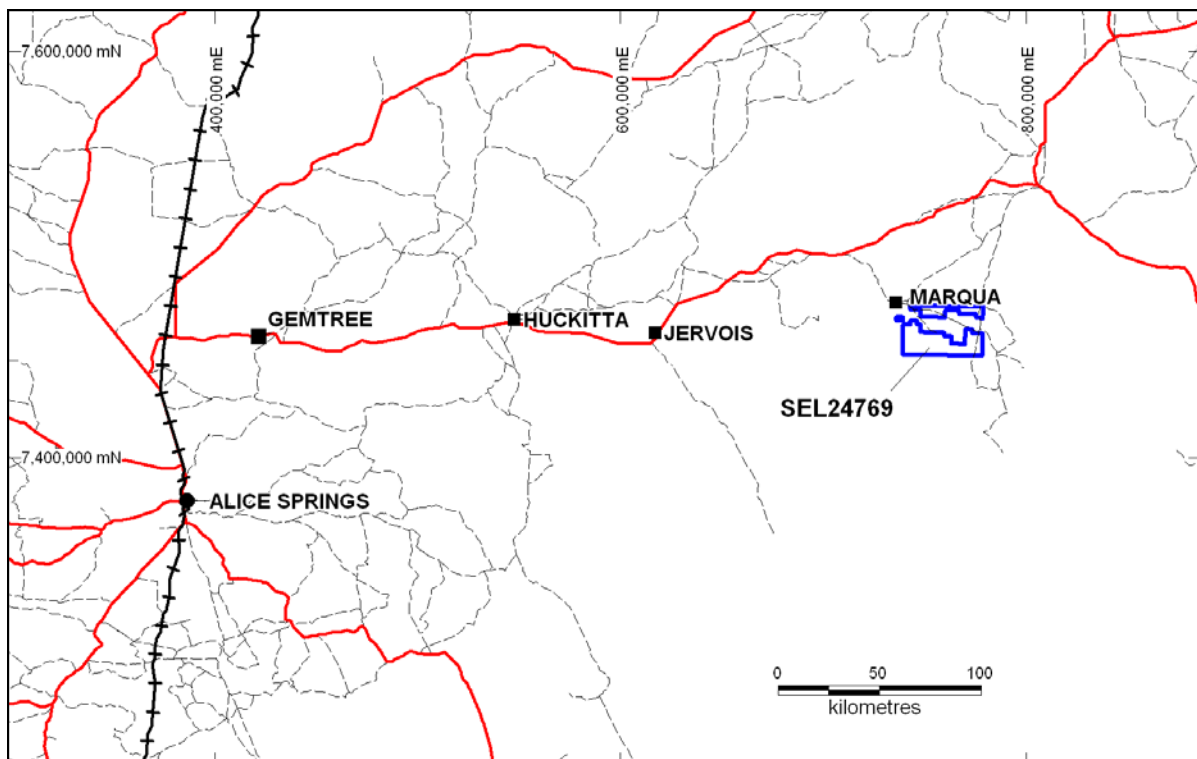 7,600,000 mN
400,000 mE
600,000 mE
800,000 mE
MARQUA
GEMTREE
HUCKITTA
JERVOIS
SEL24769
7,400,000 mN
ALICE SPRINGS
0 50 100
kilometres